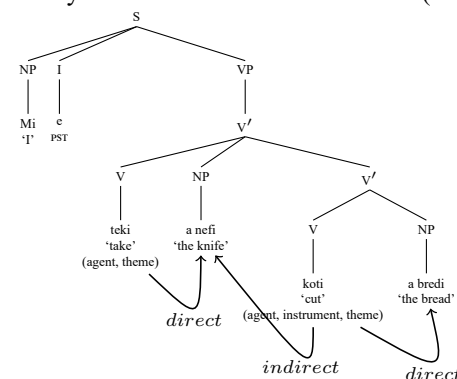 S
NP I VP
Mi e V′
‘I’ PST
V NP V′
teki a nefi V NP
‘take’ ‘the knife’
(agent, theme)
koti a bredi
‘cut’ ‘the bread’
(agent, instrument, theme)
direct
indirect direct